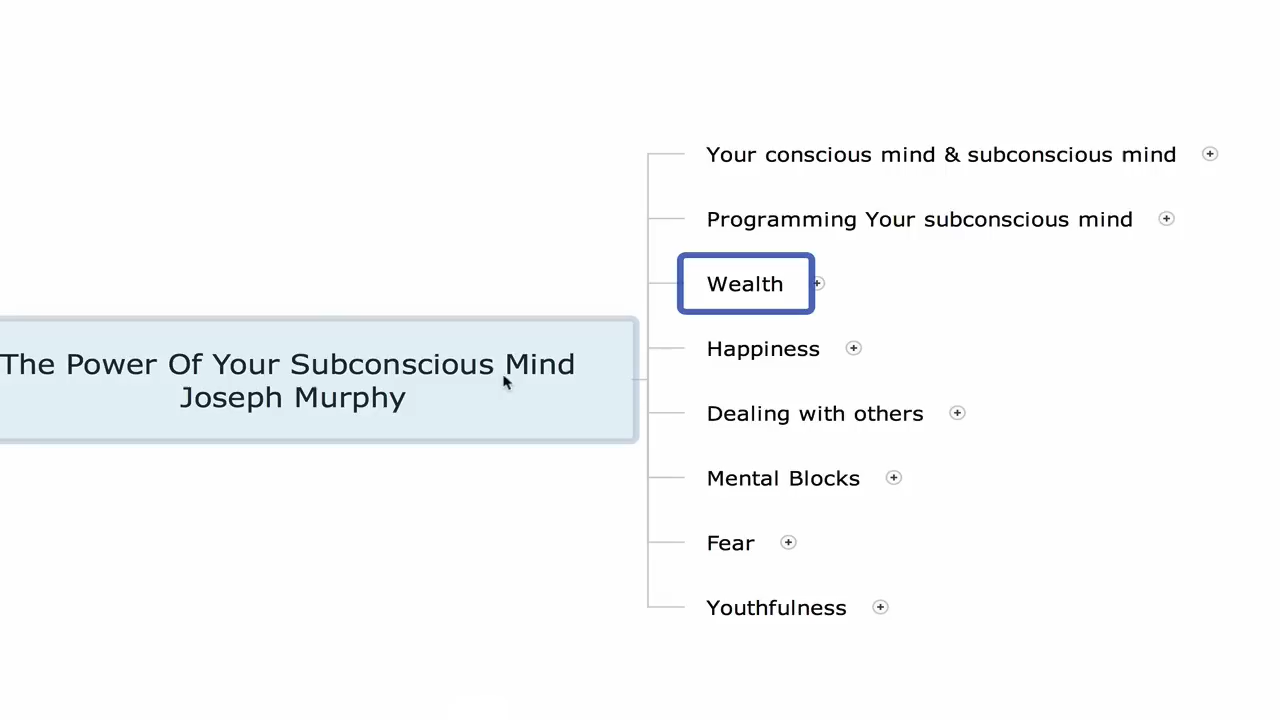 The Power Of Your Subconscious Mind
Joseph Murphy
Your conscious mind & subconscious mind
Programming Your subconscious mind
Wealth
Happiness
Dealing with others
Mental Blocks
Fear
Youthfulness